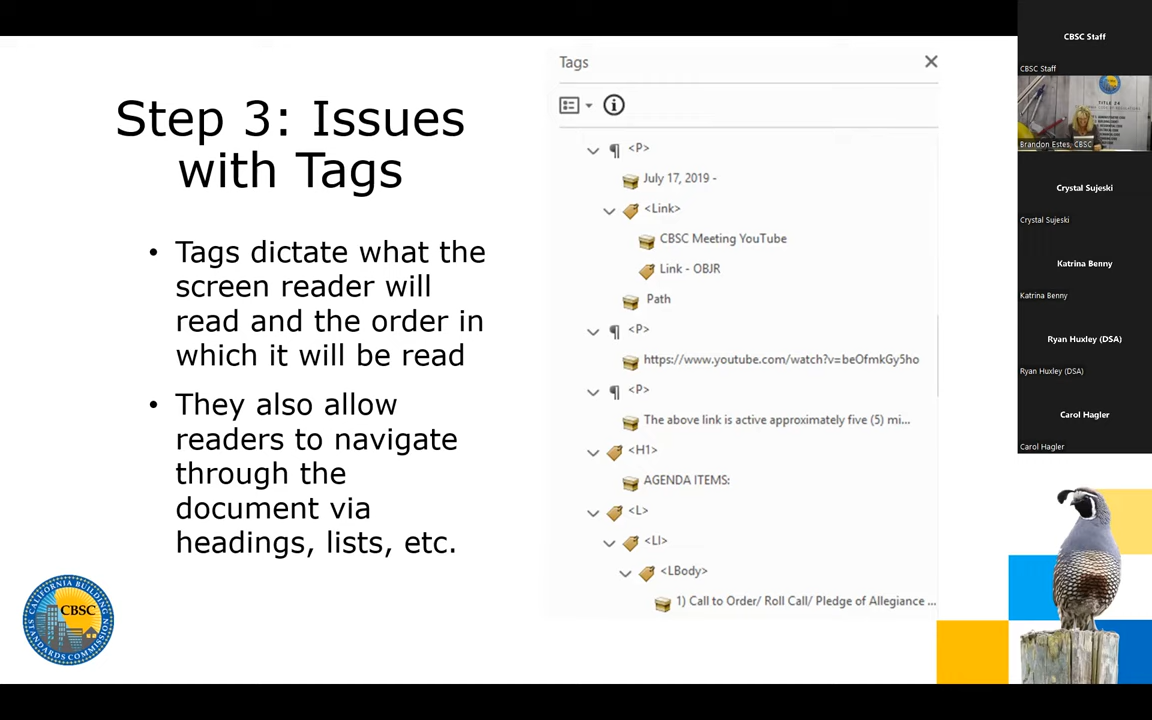 Step 3: Issues
with Tags
• Tags dictate what the
screen reader will
read and the order in
which it will be read
• They also allow
readers to navigate
through the
document via
headings, lists, etc.
CALIFORNIA BUILDING
CBSC
STANDARDS COMMISSION
Tags
<P>
July 17, 2019 -
<Link>
CBSC Meeting YouTube
Link - OBJR
Path
<P>
https://www.youtube.com/watch?v=beOfmkGy5ho
<P>
The above link is active approximately five (5) mi...
<H1>
AGENDA ITEMS:
<L>
<LI>
<LBody>
1) Call to Order/ Roll Call/ Pledge of Allegiance ...
CBSC Staff
CBSC Staff
TITLE 24
Brandon Estes, CBSC
Crystal Sujeski
Crystal Sujeski
Katrina Benny
Katrina Benny
Ryan Huxley (DSA)
Ryan Huxley (DSA)
Carol Hagler
Carol Hagler